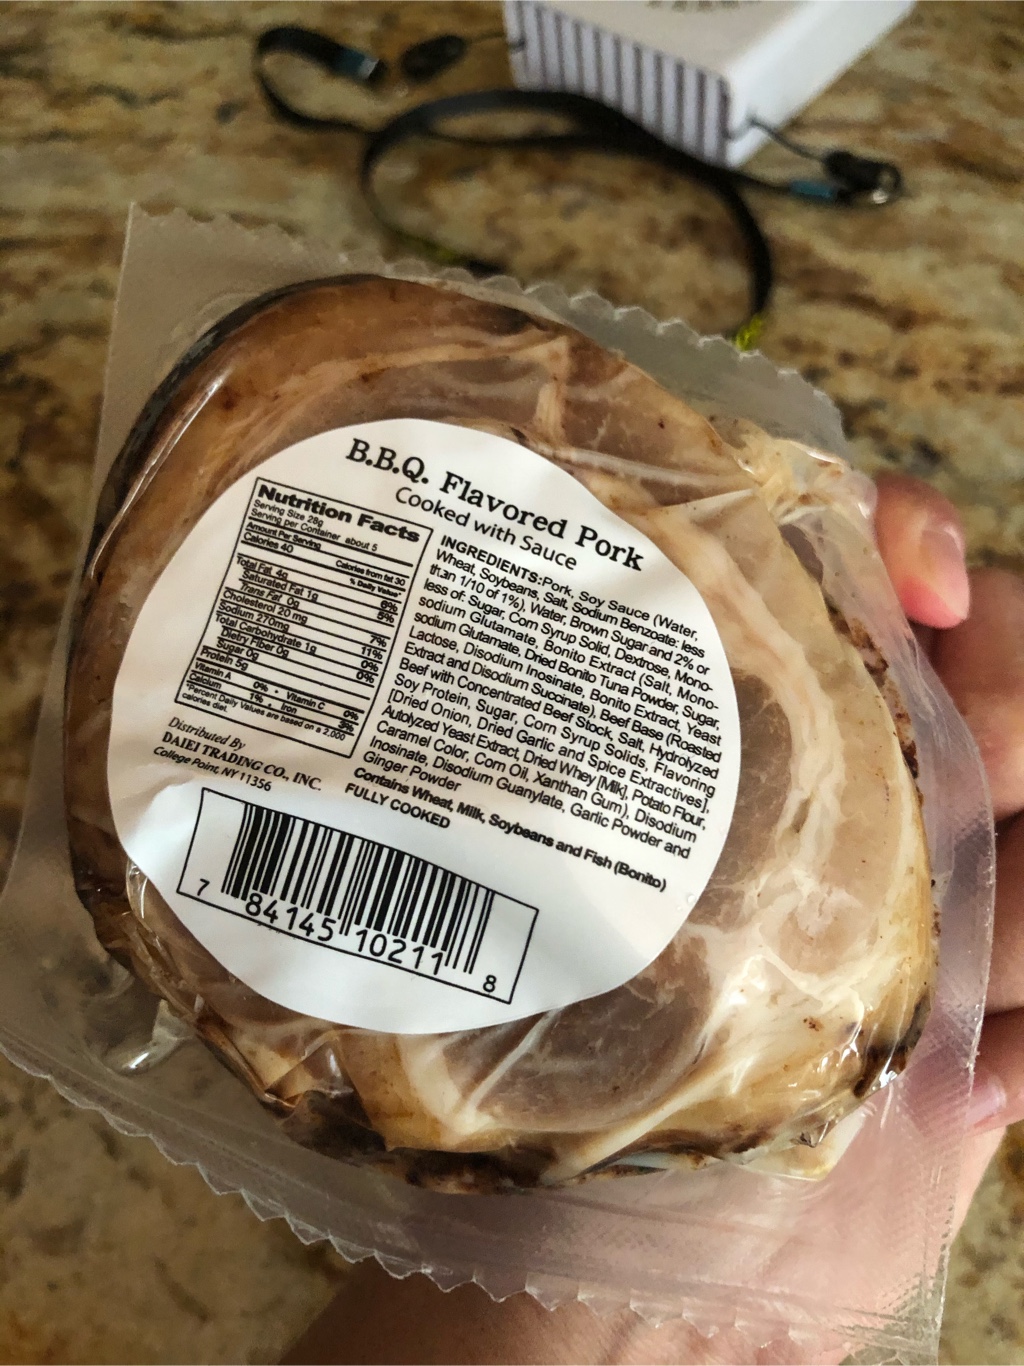 B.B.Q. Flavored Pork
Cooked with Sauce
Nutrition Facts
Serving Size 28g
Serving per Container about 5
Amount Per Serving
Calories 40 Calories from fat 30
% Daily Value*
Total Fat 4g 6%
Saturated Fat 1g 5%
Trans Fat 0g
Cholesterol 20 mg 7%
Sodium 270mg 11%
Total Carbohydrate 1g 0%
Dietry Fiber 0g 0%
Sugar 0g
Protein 5g
Vitamin A 0% • Vitamin C 0%
Calcium 1% • Iron 3%
*Percent Daily Values are based on a 2,000
calories diet.
INGREDIENTS:Pork, Soy Sauce (Water,
Wheat, Soybeans, Salt, Sodium Benzoate: less
than 1/10 of 1%), Water, Brown Sugar and 2% or
less of: Sugar, Corn Syrup Solid, Dextrose, Mono-
sodium Glutamate, Bonito Extract (Salt, Mono-
sodium Glutamate, Dried Bonito Tuna Powder, Sugar,
Lactose, Disodium Inosinate, Bonito Extract, Yeast
Extract and Disodium Succinate), Beef Base (Roasted
Beef with Concentrated Beef Stock, Salt, Hydrolyzed
Soy Protein, Sugar, Corn Syrup Solids, Flavoring
[Dried Onion, Dried Garlic and Spice Extractives],
Autolyzed Yeast Extract, Dried Whey [Milk], Potato Flour,
Caramel Color, Corn Oil, Xanthan Gum), Disodium
Inosinate, Disodium Guanylate, Garlic Powder and
Ginger Powder
Contains Wheat, Milk, Soybeans and Fish (Bonito)
FULLY COOKED
Distributed By
DAIEI TRADING CO., INC.
College Point, NY 11356
7 84145 10211 8